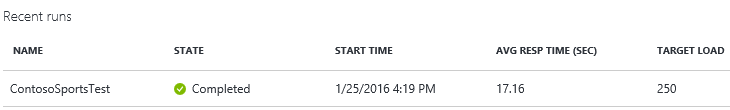 Recent runs
NAME STATE START TIME AVG RESP TIME (SEC) TARGET LOAD
ContosoSportsTest Completed 1/25/2016 4:19 PM 17.16 250